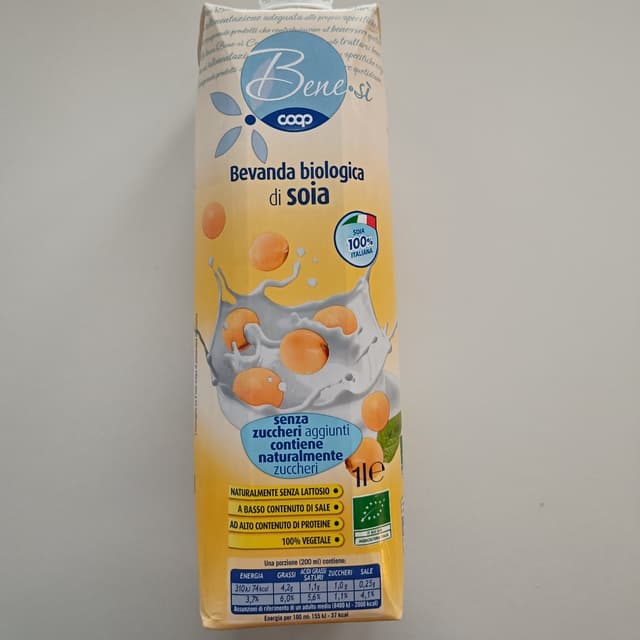 Bene.sì
coop
Bevanda biologica
di soia
SOIA
100%
ITALIANA
senza
zuccheri aggiunti
contiene
naturalmente
zuccheri
1l e
NATURALMENTE SENZA LATTOSIO
A BASSO CONTENUTO DI SALE
AD ALTO CONTENUTO DI PROTEINE
100% VEGETALE
Una porzione (200 ml) contiene:
ENERGIA GRASSI ACIDI GRASSI SATURI ZUCCHERI SALE
310kJ 74kcal 4,2g 1,1g 1,0g 0,25g
3,7% 6,0% 5,6% 1,1% 4,1%
Assunzioni di riferimento di un adulto medio (8400 kJ - 2000 kcal)
Energia per 100 ml: 155 kJ - 37 kcal